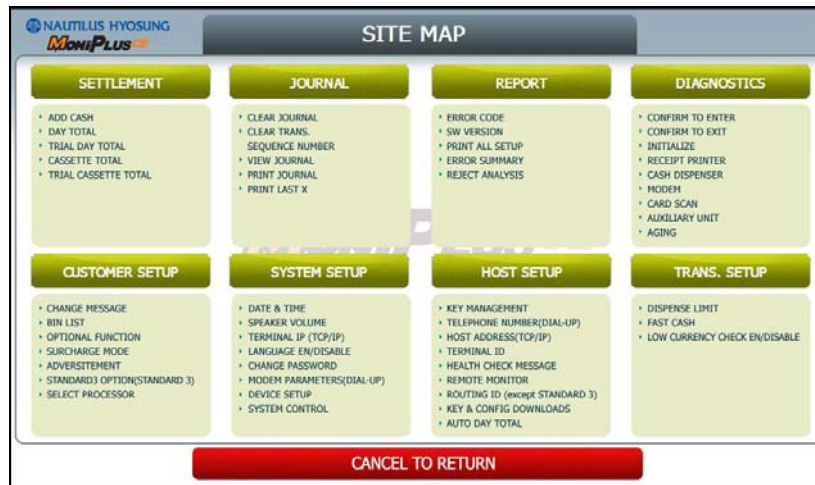 NAUTILUS HYOSUNG
MONIPLUS CE
SITE MAP
SETTLEMENT
ADD CASH
DAY TOTAL
TRIAL DAY TOTAL
CASSETTE TOTAL
TRIAL CASSETTE TOTAL
JOURNAL
CLEAR JOURNAL
CLEAR TRANS.
SEQUENCE NUMBER
VIEW JOURNAL
PRINT JOURNAL
PRINT LAST X
REPORT
ERROR CODE
SW VERSION
PRINT ALL SETUP
ERROR SUMMARY
REJECT ANALYSIS
DIAGNOSTICS
CONFIRM TO ENTER
CONFIRM TO EXIT
INITIALIZE
RECEIPT PRINTER
CASH DISPENSER
MODEM
CARD SCAN
AUXILIARY UNIT
AGING
CUSTOMER SETUP
CHANGE MESSAGE
BIN LIST
OPTIONAL FUNCTION
SURCHARGE MODE
ADVERSITEMENT
STANDARD3 OPTION(STANDARD 3)
SELECT PROCESSOR
SYSTEM SETUP
DATE & TIME
SPEAKER VOLUME
TERMINAL IP (TCP/IP)
LANGUAGE EN/DISABLE
CHANGE PASSWORD
MODEM PARAMETERS(DIAL-UP)
DEVICE SETUP
SYSTEM CONTROL
HOST SETUP
KEY MANAGEMENT
TELEPHONE NUMBER(DIAL-UP)
HOST ADDRESS(TCP/IP)
TERMINAL ID
HEALTH CHECK MESSAGE
REMOTE MONITOR
ROUTING ID (except STANDARD 3)
KEY & CONFIG DOWNLOADS
AUTO DAY TOTAL
TRANS. SETUP
DISPENSE LIMIT
FAST CASH
LOW CURRENCY CHECK EN/DISABLE
CANCEL TO RETURN